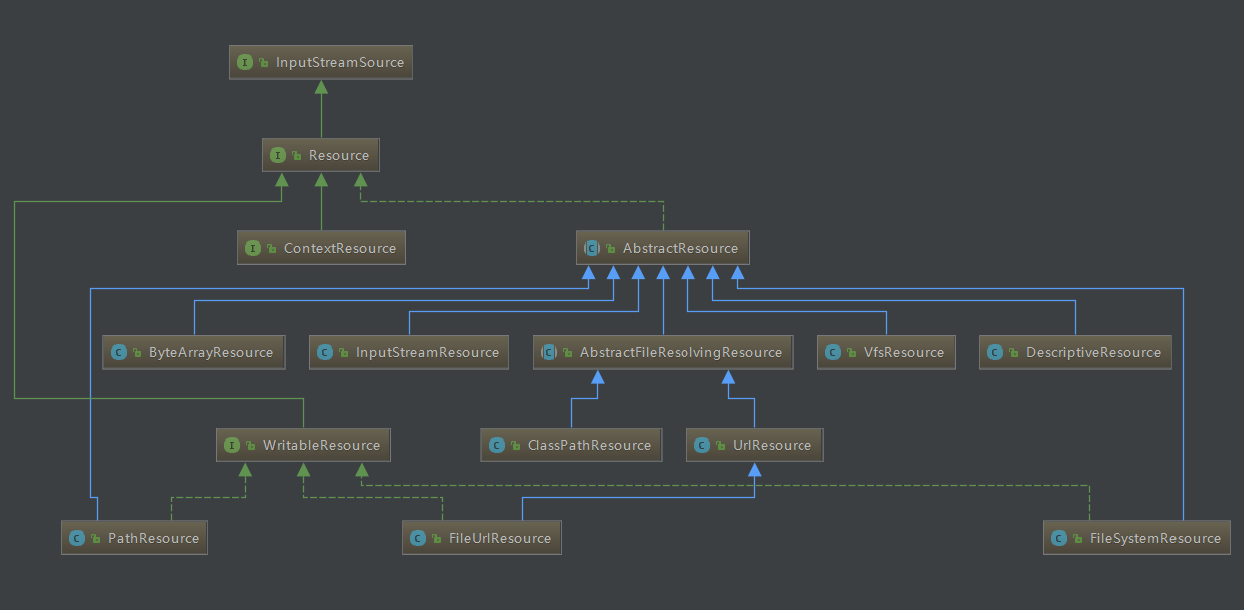 I InputStreamSource
I Resource
I ContextResource
C AbstractResource
C ByteArrayResource
C InputStreamResource
C AbstractFileResolvingResource
C VfsResource
C DescriptiveResource
I WritableResource
C ClassPathResource
C UrlResource
C PathResource
C FileUrlResource
C FileSystemResource